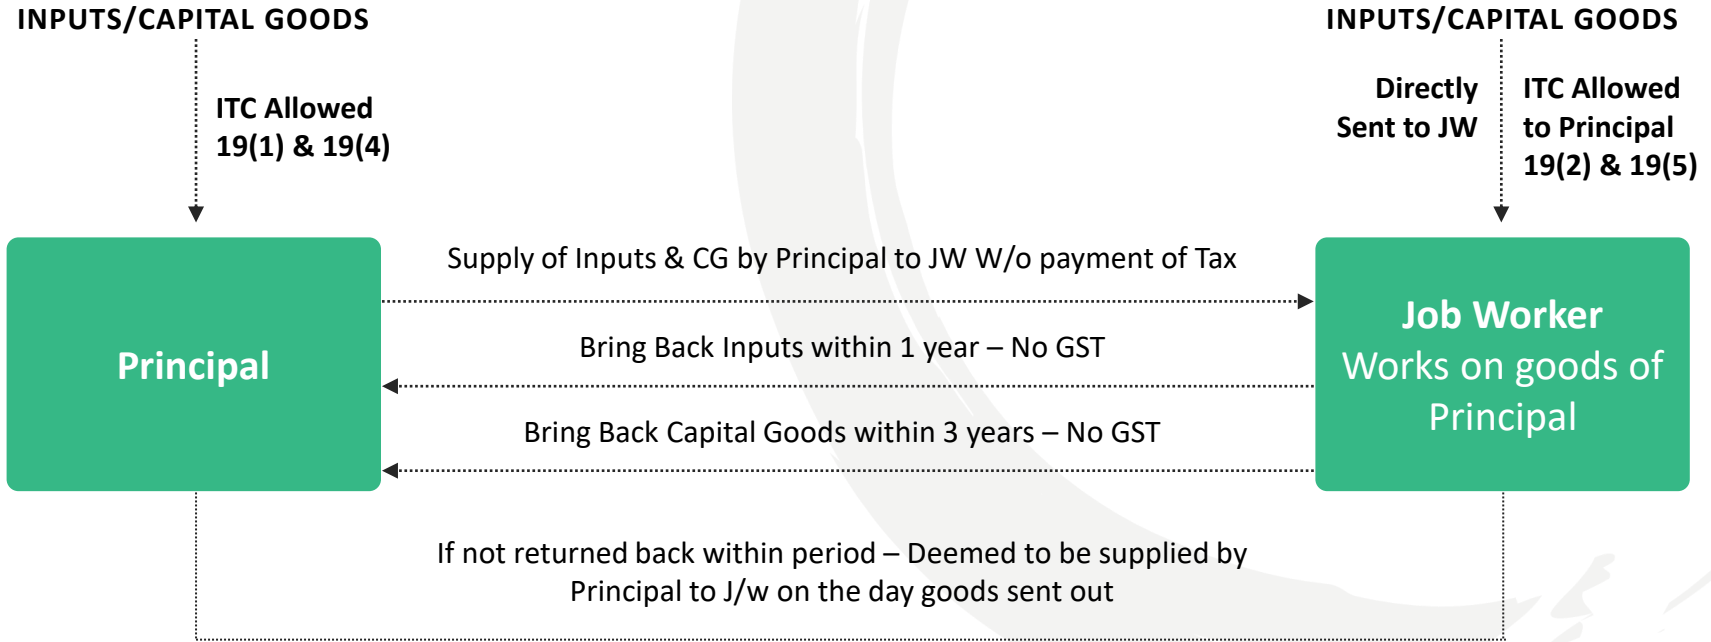 INPUTS/CAPITAL GOODS
ITC Allowed
19(1) & 19(4)
INPUTS/CAPITAL GOODS
Directly
Sent to JW
ITC Allowed
to Principal
19(2) & 19(5)
Principal
Supply of Inputs & CG by Principal to JW W/o payment of Tax
Bring Back Inputs within 1 year – No GST
Bring Back Capital Goods within 3 years – No GST
Job Worker
Works on goods of
Principal
If not returned back within period – Deemed to be supplied by
Principal to J/w on the day goods sent out